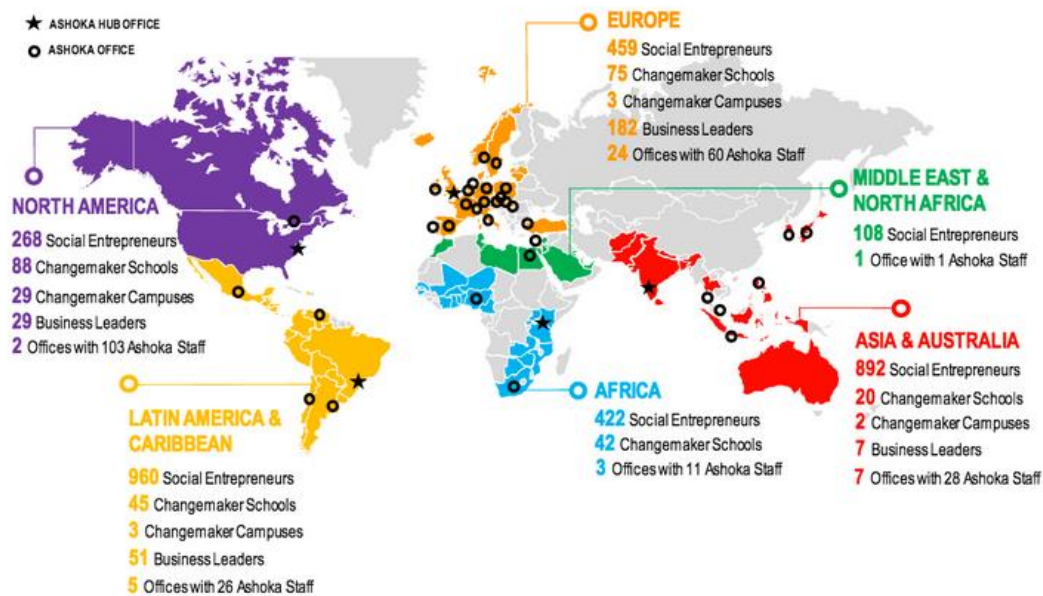 ASHOKA HUB OFFICE
ASHOKA OFFICE
EUROPE
459 Social Entrepreneurs
75 Changemaker Schools
3 Changemaker Campuses
182 Business Leaders
24 Offices with 60 Ashoka Staff
NORTH AMERICA
268 Social Entrepreneurs
88 Changemaker Schools
29 Changemaker Campuses
29 Business Leaders
2 Offices with 103 Ashoka Staff
MIDDLE EAST &
NORTH AFRICA
108 Social Entrepreneurs
1 Office with 1 Ashoka Staff
LATIN AMERICA &
CARIBBEAN
960 Social Entrepreneurs
45 Changemaker Schools
3 Changemaker Campuses
51 Business Leaders
5 Offices with 26 Ashoka Staff
AFRICA
422 Social Entrepreneurs
42 Changemaker Schools
3 Offices with 11 Ashoka Staff
ASIA & AUSTRALIA
892 Social Entrepreneurs
20 Changemaker Schools
2 Changemaker Campuses
7 Business Leaders
7 Offices with 28 Ashoka Staff